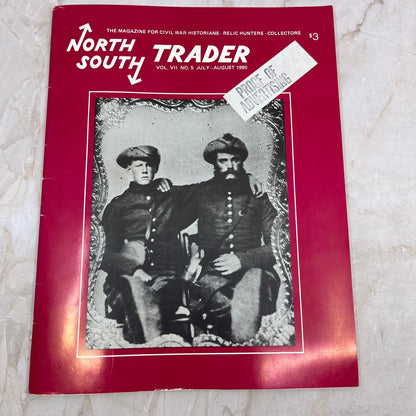 THE MAGAZINE FOR CIVIL WAR HISTORIANS · RELIC HUNTERS · COLLECTORS
$3
NORTH SOUTH TRADER
VOL. VII NO. 5 JULY-AUGUST 1980
PROOF OF
ADVERTISING